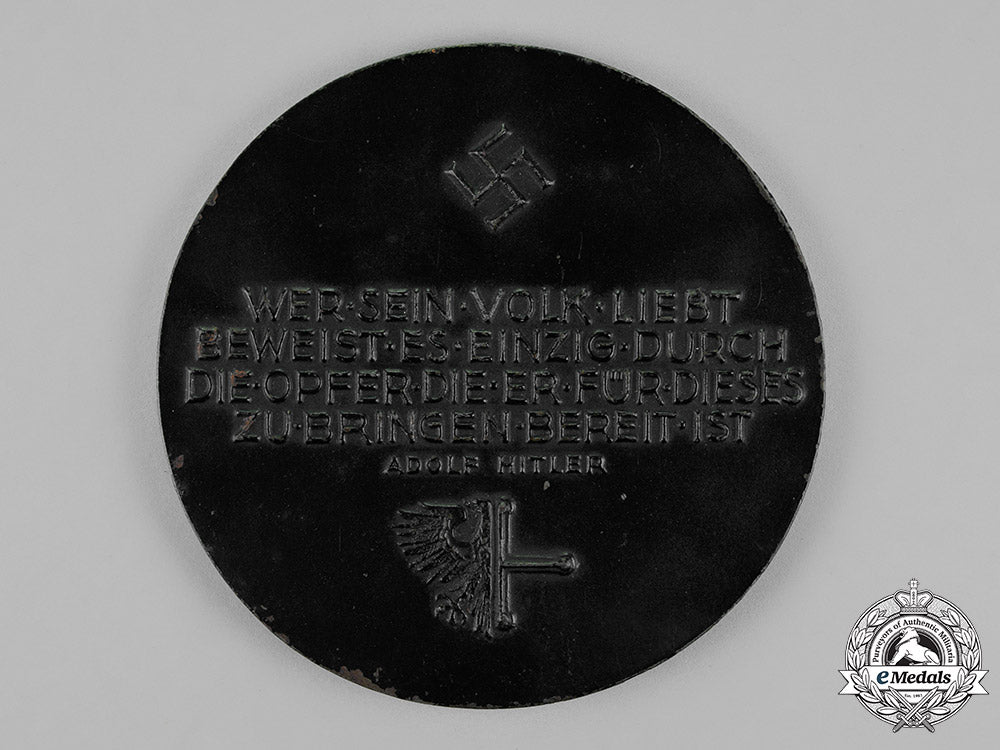 WER·SEIN·VOLK·LIEBT
BEWEIST·ES·EINZIG·DURCH
DIE·OPFER·DIE·ER·FÜR·DIESES
ZU·BRINGEN·BEREIT·IST
ADOLF HITLER
Purveyors of Authentic Militaria
eMedals